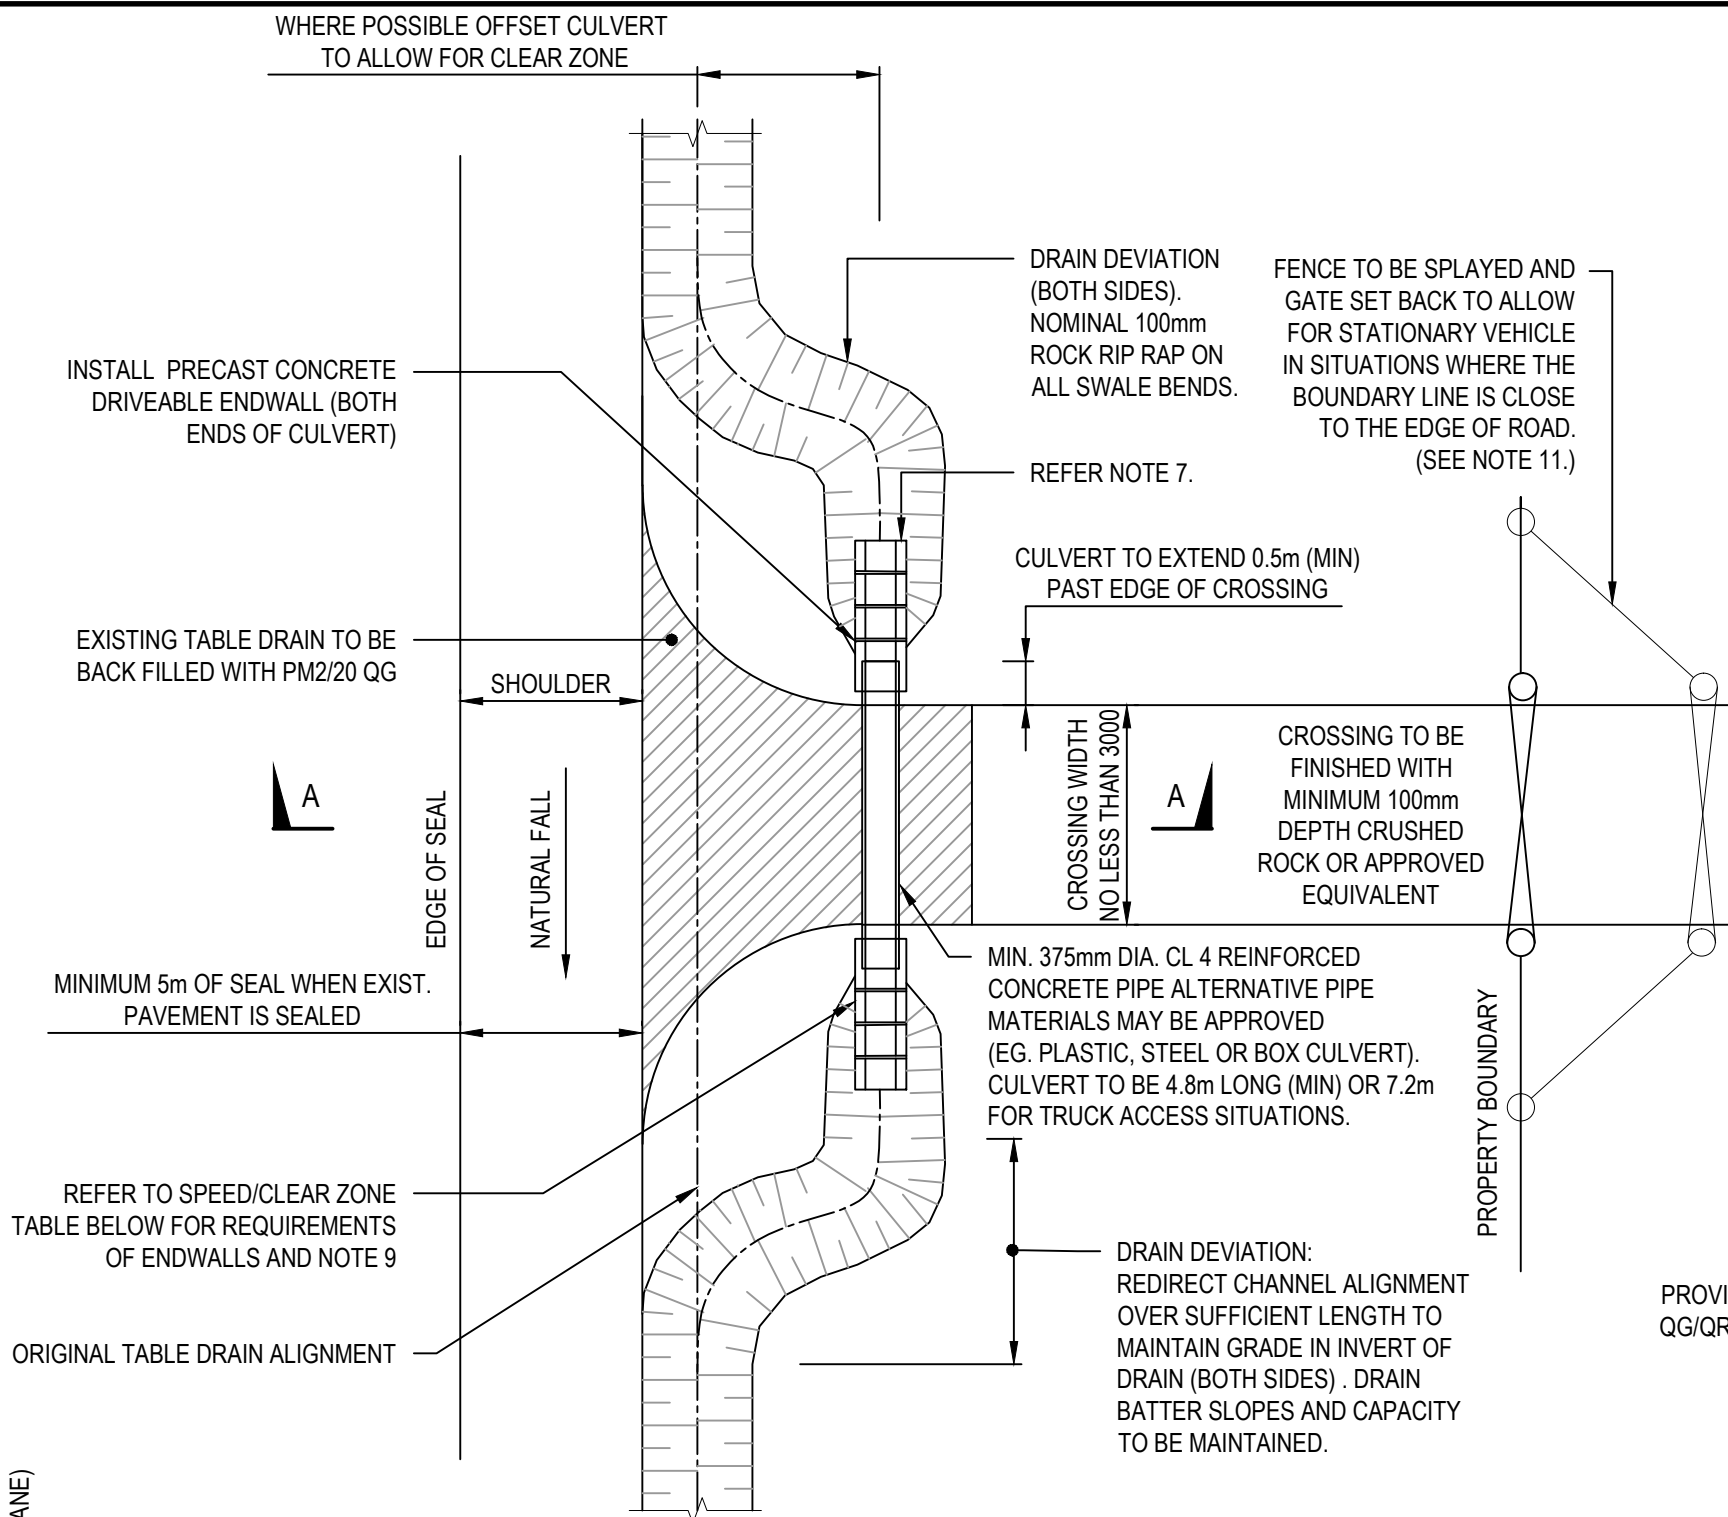 WHERE POSSIBLE OFFSET CULVERT
TO ALLOW FOR CLEAR ZONE
DRAIN DEVIATION
(BOTH SIDES).
NOMINAL 100mm
ROCK RIP RAP ON
ALL SWALE BENDS.
FENCE TO BE SPLAYED AND
GATE SET BACK TO ALLOW
FOR STATIONARY VEHICLE
IN SITUATIONS WHERE THE
BOUNDARY LINE IS CLOSE
TO THE EDGE OF ROAD.
(SEE NOTE 11.)
INSTALL PRECAST CONCRETE
DRIVEABLE ENDWALL (BOTH
ENDS OF CULVERT)
REFER NOTE 7.
CULVERT TO EXTEND 0.5m (MIN)
PAST EDGE OF CROSSING
EXISTING TABLE DRAIN TO BE
BACK FILLED WITH PM2/20 QG
SHOULDER
A
EDGE OF SEAL
NATURAL FALL
CROSSING WIDTH
NO LESS THAN 3000
A
CROSSING TO BE
FINISHED WITH
MINIMUM 100mm
DEPTH CRUSHED
ROCK OR APPROVED
EQUIVALENT
MINIMUM 5m OF SEAL WHEN EXIST.
PAVEMENT IS SEALED
MIN. 375mm DIA. CL 4 REINFORCED
CONCRETE PIPE ALTERNATIVE PIPE
MATERIALS MAY BE APPROVED
(EG. PLASTIC, STEEL OR BOX CULVERT).
CULVERT TO BE 4.8m LONG (MIN) OR 7.2m
FOR TRUCK ACCESS SITUATIONS.
PROPERTY BOUNDARY
REFER TO SPEED/CLEAR ZONE
TABLE BELOW FOR REQUIREMENTS
OF ENDWALLS AND NOTE 9
DRAIN DEVIATION:
REDIRECT CHANNEL ALIGNMENT
OVER SUFFICIENT LENGTH TO
MAINTAIN GRADE IN INVERT OF
DRAIN (BOTH SIDES) . DRAIN
BATTER SLOPES AND CAPACITY
TO BE MAINTAINED.
ORIGINAL TABLE DRAIN ALIGNMENT
PROVI
QG/QR
ANE)